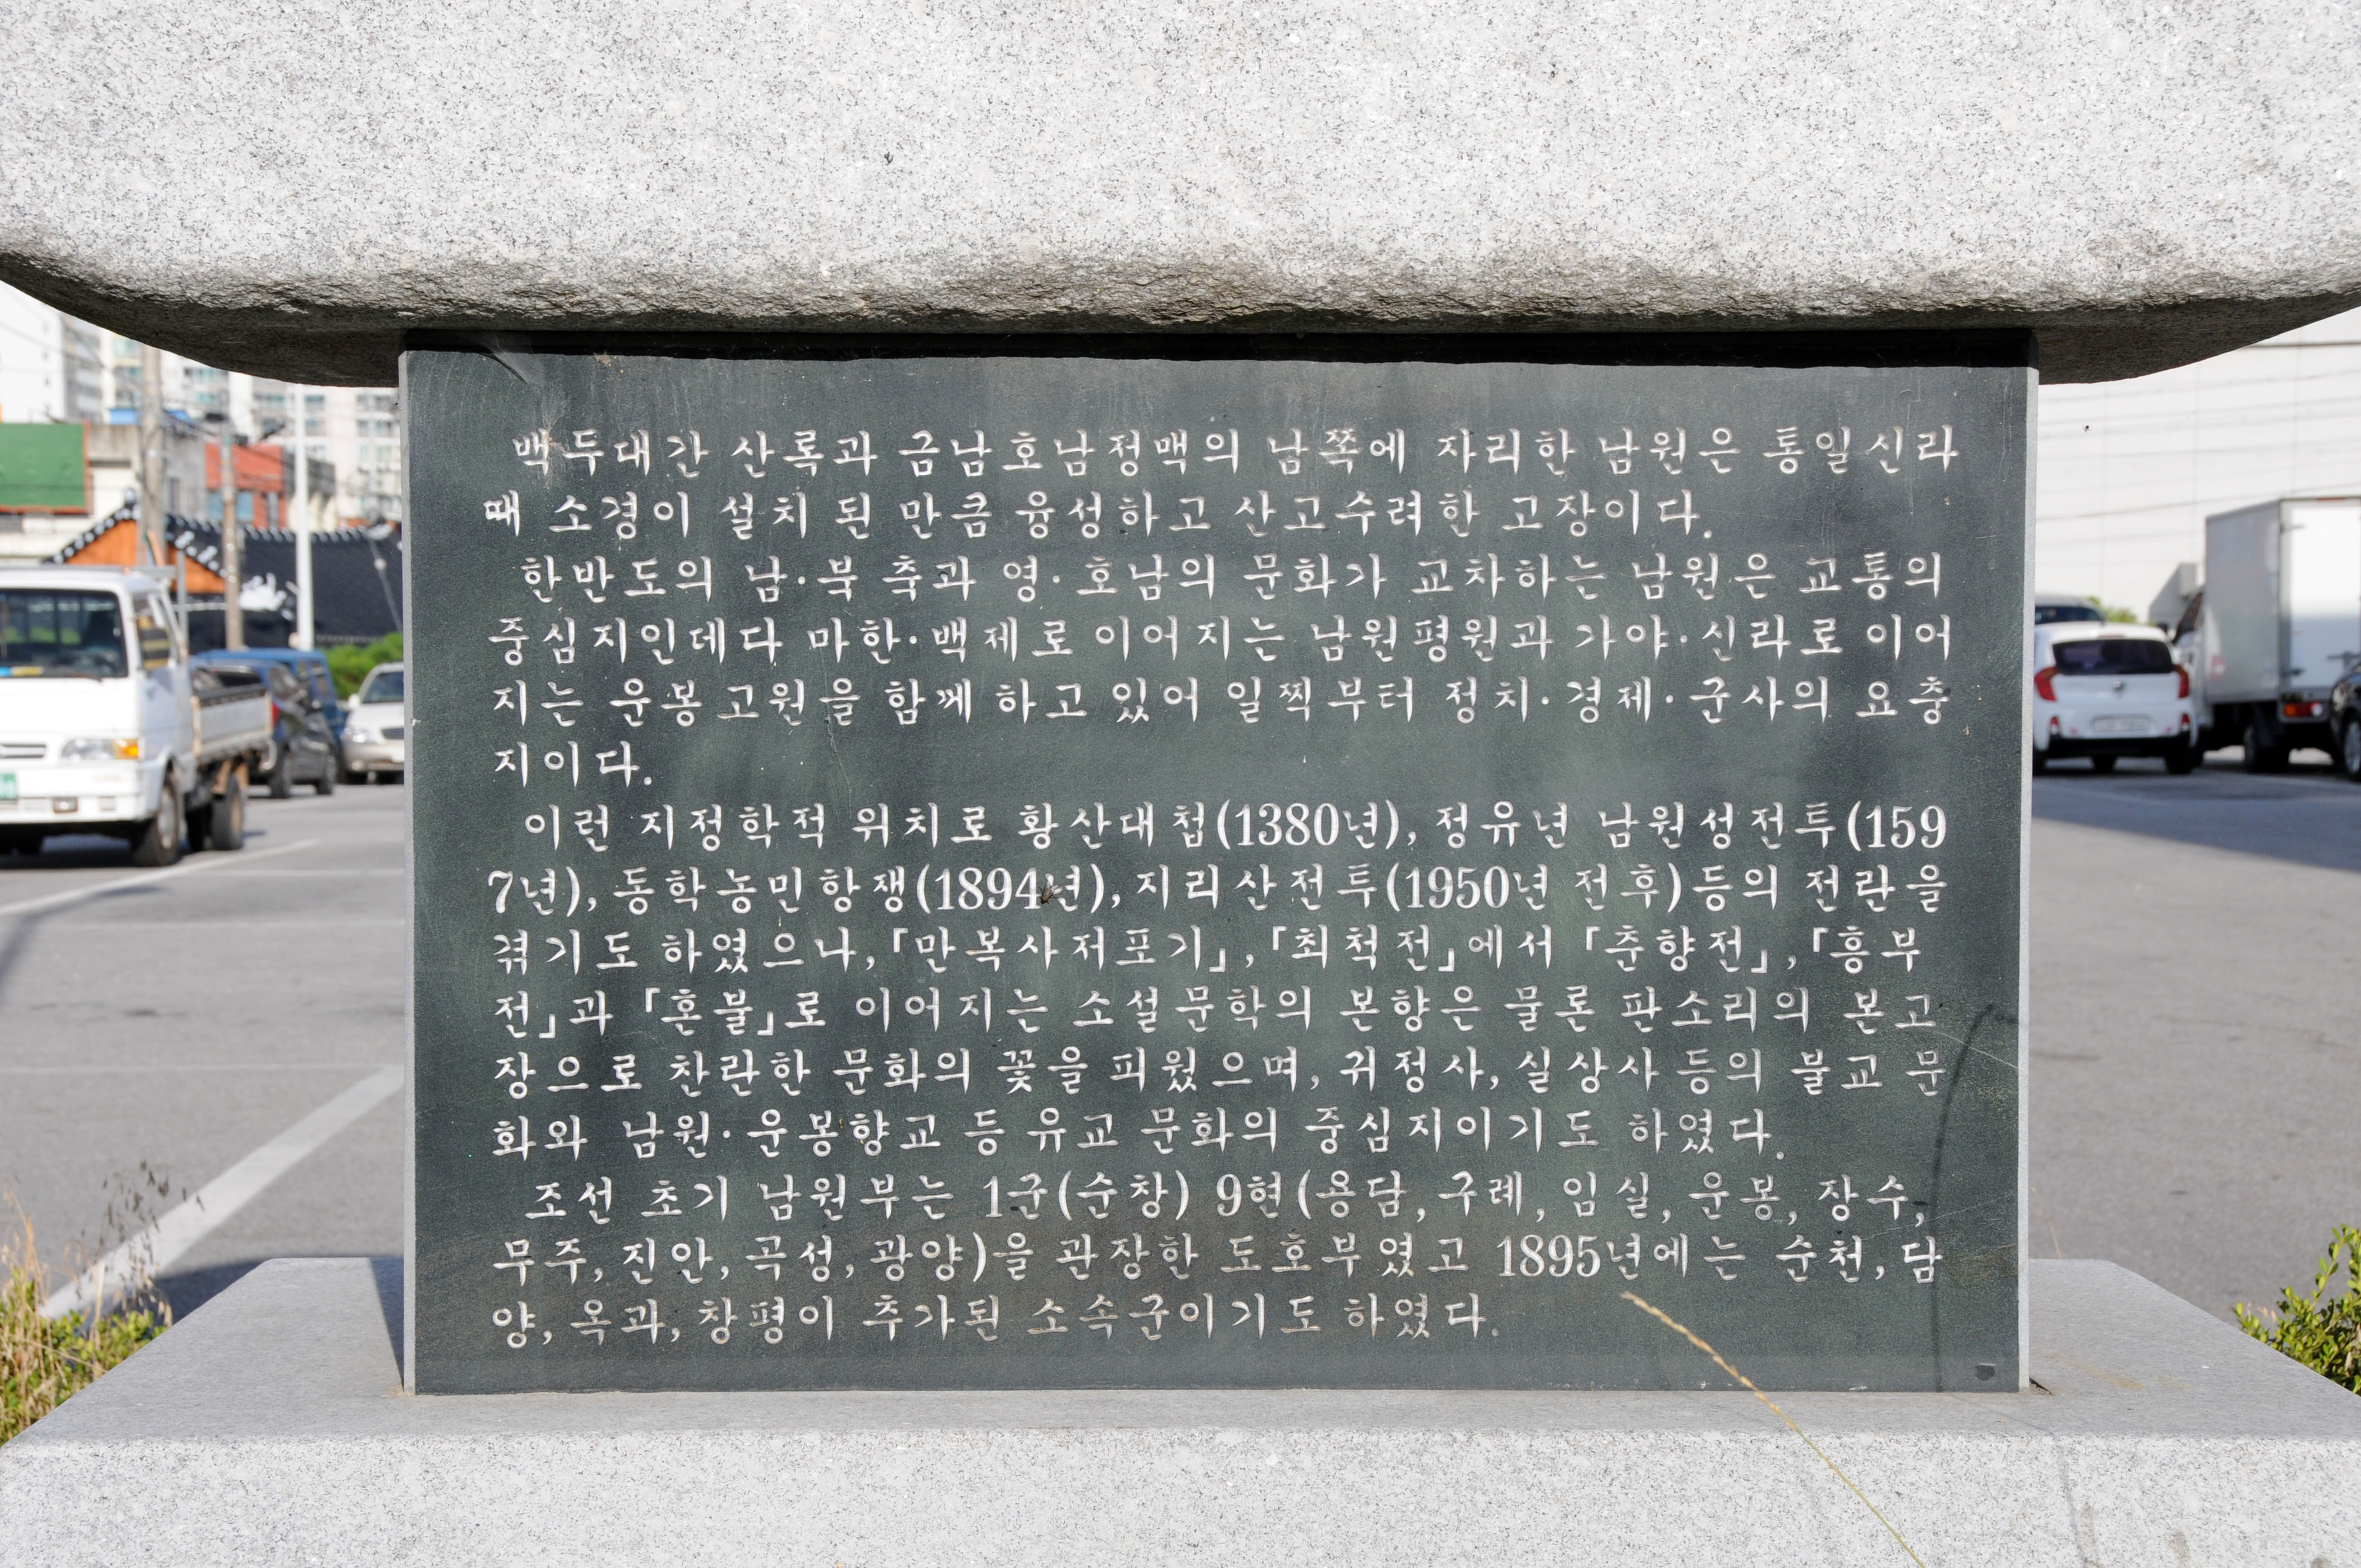 백두대간 산록과 금남호남정맥의 남쪽에 자리한 남원은 통일신라
때 소경이 설치 된 만큼 융성하고 산고수려한 고장이다.
한반도의 남·북 축과 영·호남의 문화가 교차하는 남원은 교통의
중심지인데다 마한·백제로 이어지는 남원평원과 가야·신라로 이어
지는 운봉고원을 함께 하고 있어 일찍부터 정치·경제·군사의 요충
지이다.
이런 지정학적 위치로 황산대첩(1380년), 정유년 남원성전투(159
7년), 동학농민항쟁(1894년), 지리산전투(1950년 전후)등의 전란을
겪기도 하였으나, 「만복사저포기」, 「최척전」에서 「춘향전」, 「흥부
전」과 「혼불」로 이어지는 소설문학의 본향은 물론 판소리의 본고
장으로 찬란한 문화의 꽃을 피웠으며, 귀정사, 실상사등의 불교 문
화와 남원·운봉향교 등 유교 문화의 중심지이기도 하였다.
조선 초기 남원부는 1군(순창) 9현(용담, 구례, 임실, 운봉, 장수,
무주, 진안, 곡성, 광양)을 관장한 도호부였고 1895년에는 순천, 담
양, 옥과, 창평이 추가된 소속군이기도 하였다.